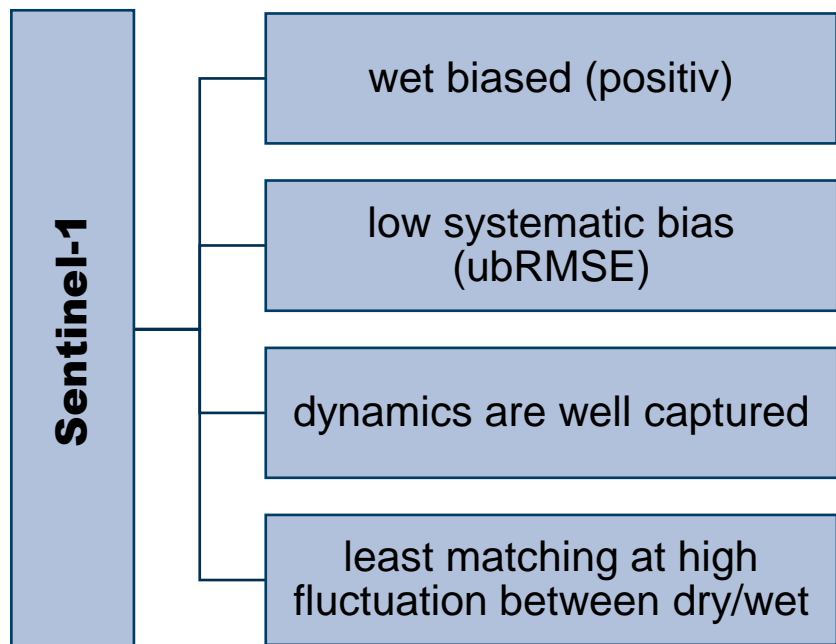 Sentinel-1
wet biased (positiv)
low systematic bias
(ubRMSE)
dynamics are well captured
least matching at high
fluctuation between dry/wet